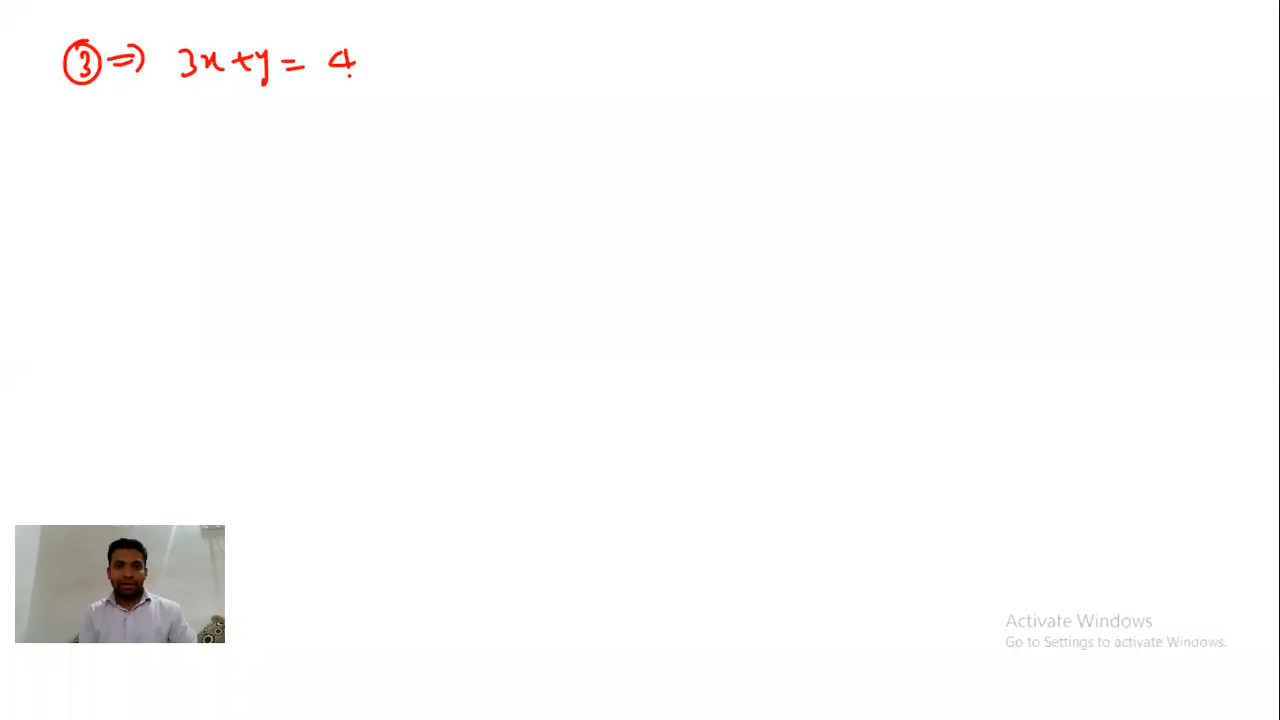 ③ ⇒ 3x + y = 4
Activate Windows
Go to Settings to activate Windows.